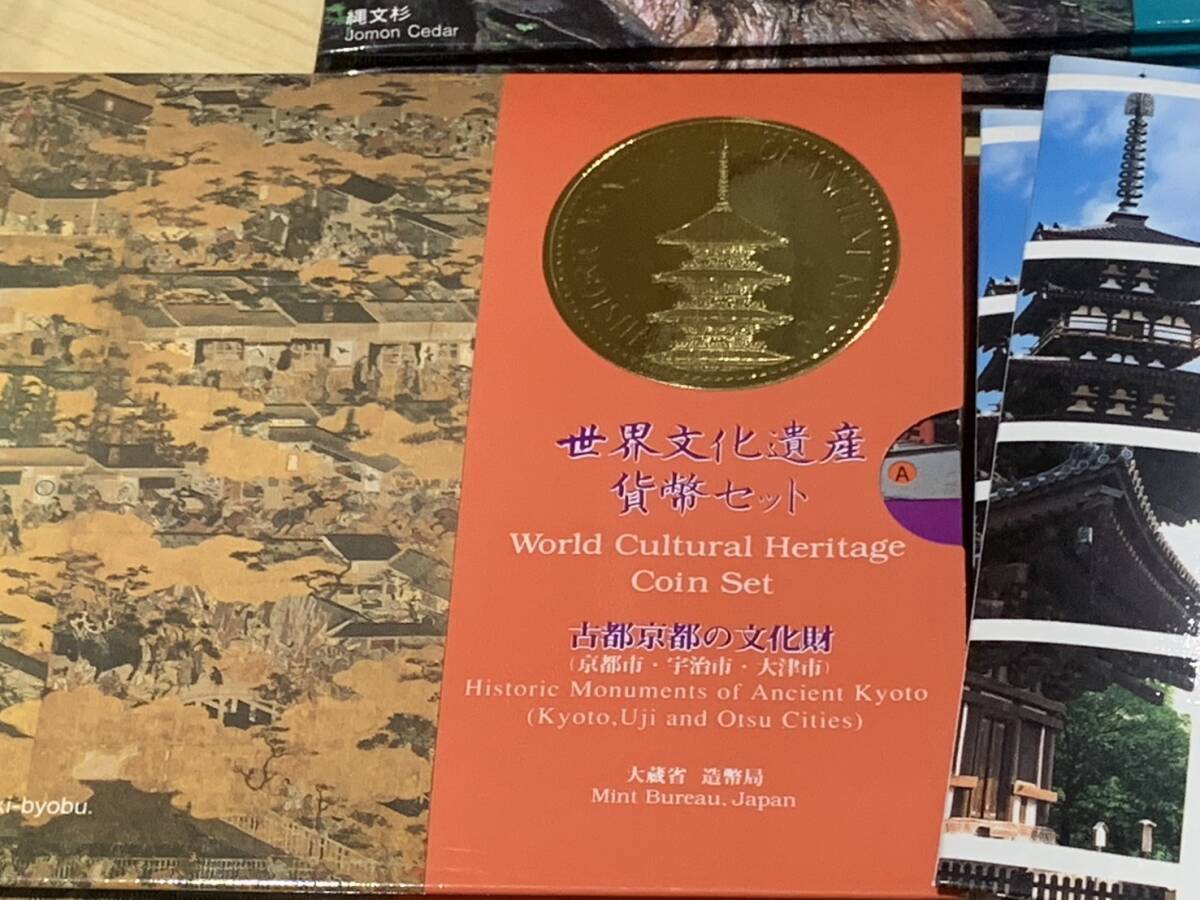 縄文杉
Jomon Cedar
HISTORIC
OF ANCIENT
世界文化遺産
貨幣セット
A
World Cultural Heritage
Coin Set
古都京都の文化財
(京都市・宇治市・大津市)
Historic Monuments of Ancient Kyoto
(Kyoto,Uji and Otsu Cities)
大蔵省 造幣局
Mint Bureau, Japan
ki-byobu.